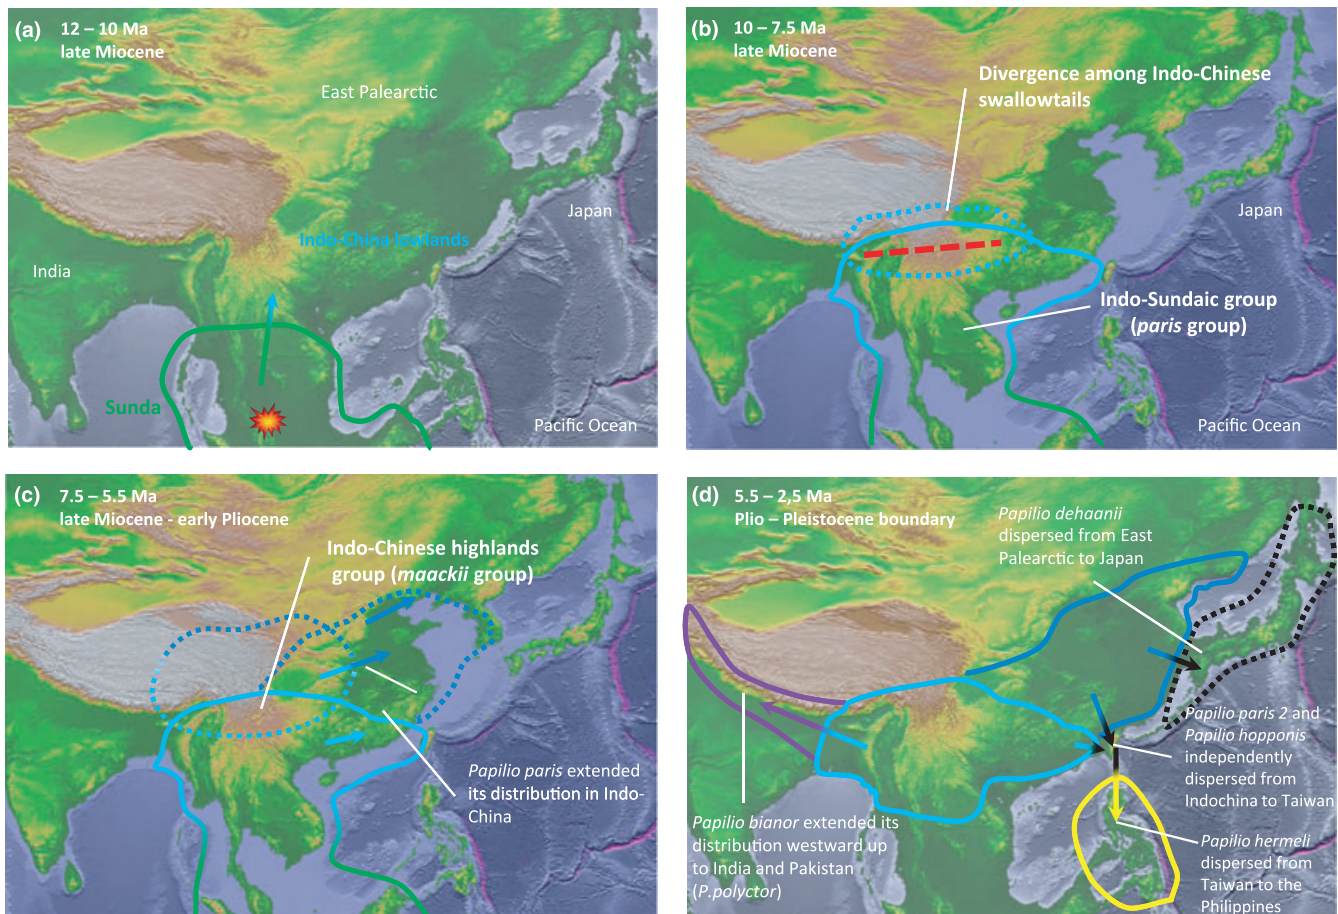 (a)
12 – 10 Ma
late Miocene
East Palearctic
Japan
Indo-China lowlands
India
Sunda
Pacific Ocean
(b)
10 – 7.5 Ma
late Miocene
Divergence among Indo-Chinese
swallowtails
Japan
Indo-Sundaic group
(paris group)
Pacific Ocean
(c)
7.5 – 5.5 Ma
late Miocene - early Pliocene
Indo-Chinese highlands
group (maackii group)
Papilio paris extended
its distribution in Indo-
China
(d)
5.5 – 2,5 Ma
Plio – Pleistocene boundary
Papilio dehaanii
dispersed from East
Palearctic to Japan
Papilio paris 2 and
Papilio hopponis
independently
dispersed from
Indochina to Taiwan
Papilio bianor extended its
distribution westward up
to India and Pakistan
(P.polyctor)
Papilio hermeli
dispersed from
Taiwan to the
Philippines